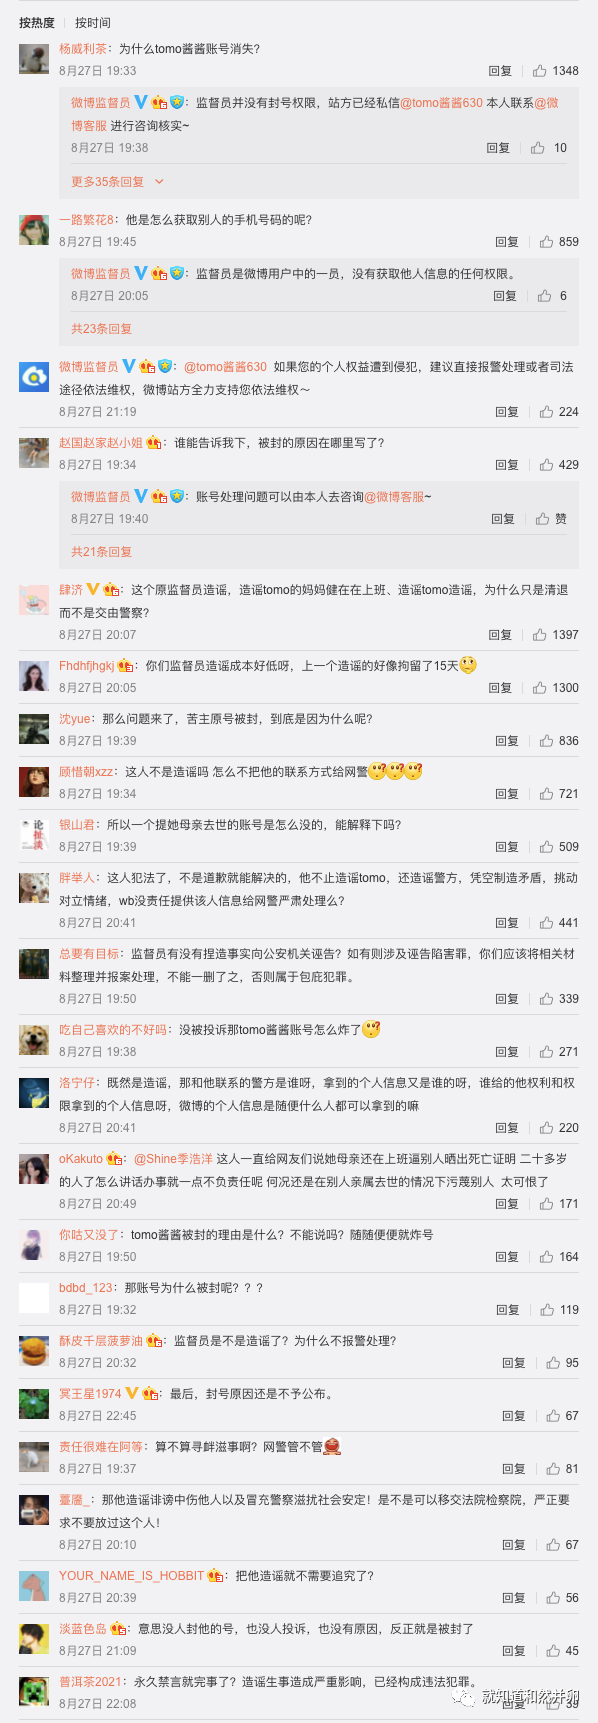 按热度 按时间
杨威利茶：为什么tomo酱酱账号消失？
8月27日 19:33 回复 1348
微博监督员：监督员并没有封号权限，站方已经私信@tomo酱酱630 本人联系@微
博客服 进行咨询核实~
8月27日 19:38 回复 10
更多35条回复
一路繁花8：他是怎么获取别人的手机号码的呢？
8月27日 19:45 回复 859
微博监督员：监督员是微博用户中的一员，没有获取他人信息的任何权限。
8月27日 20:05 回复 6
共23条回复
微博监督员：@tomo酱酱630 如果您的个人权益遭到侵犯，建议直接报警处理或者司法
途径依法维权，微博站方全力支持您依法维权～
8月27日 21:19 回复 224
赵国赵家赵小姐：谁能告诉我下，被封的原因在哪里写了？
8月27日 19:34 回复 429
微博监督员：账号处理问题可以由本人去咨询@微博客服~
8月27日 19:40 回复 赞
共21条回复
肆济：这个原监督员造谣，造谣tomo的妈妈健在在上班、造谣tomo造谣，为什么只是清退
而不是交由警察？
8月27日 20:07 回复 1397
Fhdhfjhgkj：你们监督员造谣成本好低呀，上一个造谣的好像拘留了15天
8月27日 20:05 回复 1300
沈yue：那么问题来了，苦主原号被封，到底是因为什么呢？
8月27日 19:39 回复 836
顾惜朝xzz：这人不是造谣吗 怎么不把他的联系方式给网警
8月27日 19:34 回复 721
银山君：所以一个提她母亲去世的账号是怎么没的，能解释下吗？
8月27日 19:39 回复 509
胖举人：这人犯法了，不是道歉就能解决的，他不止造谣tomo，还造谣警方，凭空制造矛盾，挑动
对立情绪，wb没责任提供该人信息给网警严肃处理么？
8月27日 20:41 回复 441
总要有目标：监督员有没有捏造事实向公安机关诬告？如有则涉及诬告陷害罪，你们应该将相关材
料整理并报案处理，不能一删了之，否则属于包庇犯罪。
8月27日 19:50 回复 339
吃自己喜欢的不好吗：没被投诉那tomo酱酱账号怎么炸了
8月27日 19:38 回复 271
洛宁仔：既然是造谣，那和他联系的警方是谁呀，拿到的个人信息又是谁的呀，谁给的他权利和权
限拿到的个人信息呀，微博的个人信息是随便什么人都可以拿到的嘛
8月27日 20:41 回复 220
oKakuto：@Shine季浩洋 这人一直给网友们说她母亲还在上班逼别人晒出死亡证明 二十多岁
的人了怎么讲话办事就一点不负责任呢 何况还是在别人亲属去世的情况下污蔑别人 太可恨了
8月27日 20:49 回复 171
你咕又没了：tomo酱酱被封的理由是什么？不能说吗？随随便便就炸号
8月27日 19:50 回复 164
bdbd_123：那账号为什么被封呢？？？
8月27日 19:32 回复 119
酥皮千层菠萝油：监督员是不是造谣了？为什么不报警处理？
8月27日 20:32 回复 95
冥王星1974：最后，封号原因还是不予公布。
8月27日 22:45 回复 67
责任很难在阿等：算不算寻衅滋事啊？网警管不管
8月27日 19:37 回复 81
：那他造谣诽谤中伤他人以及冒充警察滋扰社会安定！是不是可以移交法院检察院，严正要
求不要放过这个人！
8月27日 20:10 回复 67
YOUR_NAME_IS_HOBBIT：把他造谣就不需要追究了？
8月27日 20:39 回复 56
淡蓝色岛：意思没人封他的号，也没人投诉，也没有原因，反正就是被封了
8月27日 21:09 回复 45
普洱茶2021：永久禁言就完事了？造谣生事造成严重影响，已经构成违法犯罪。
8月27日 22:08 回复 39
就知道和然并卵